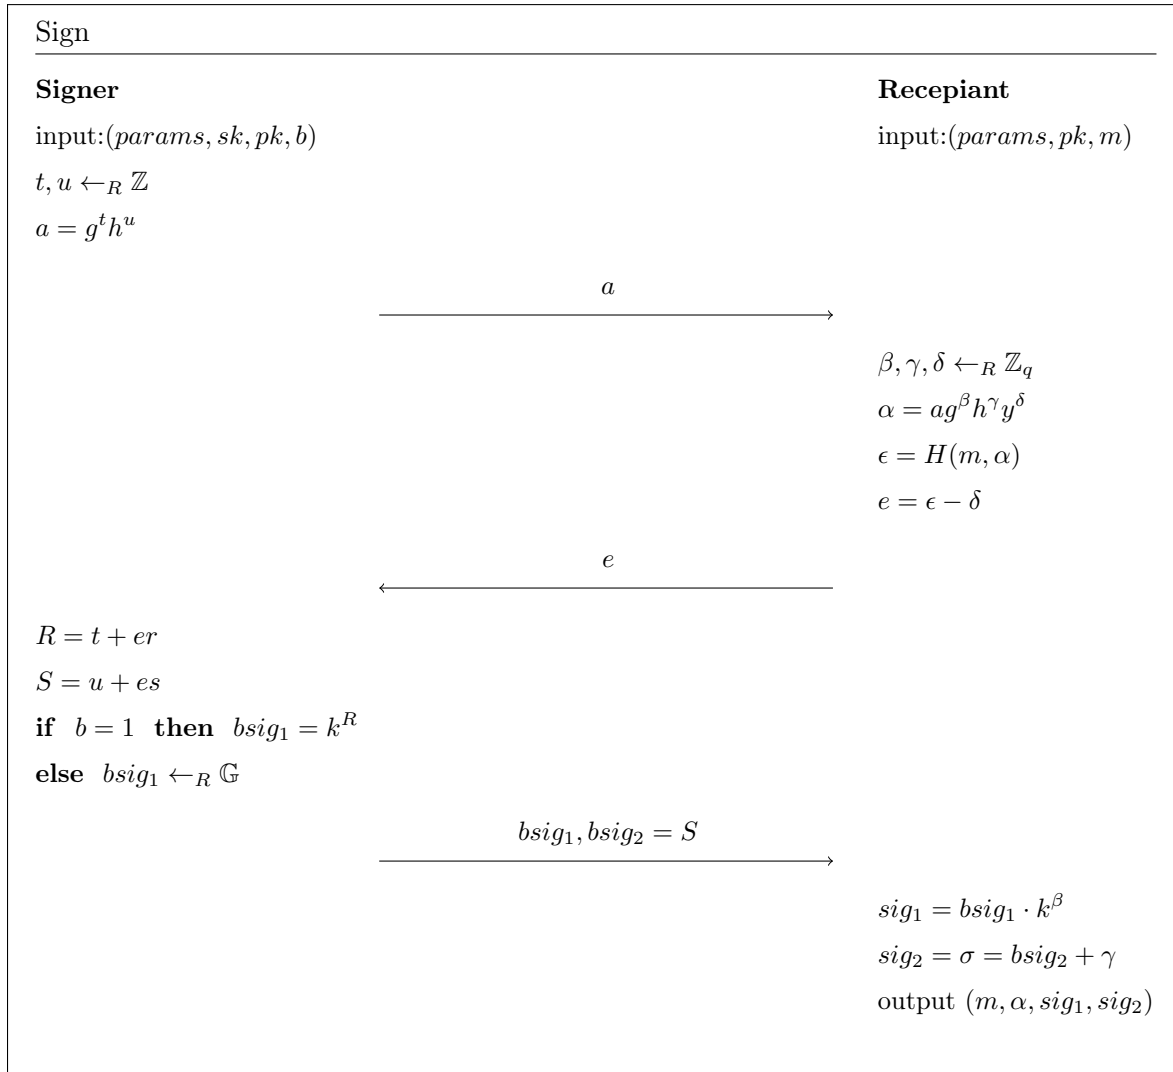 Sign
Signer Recepiant
input:(params, sk, pk, b) input:(params, pk, m)
t, u ←_R ℤ
a = g^t h^u
a
β, γ, δ ←_R ℤ_q
α = ag^β h^γ y^δ
ϵ = H(m, α)
e = ϵ − δ
e
R = t + er
S = u + es
if b = 1 then bsig_1 = k^R
else bsig_1 ←_R 𝔾
bsig_1, bsig_2 = S
sig_1 = bsig_1 · k^β
sig_2 = σ = bsig_2 + γ
output (m, α, sig_1, sig_2)